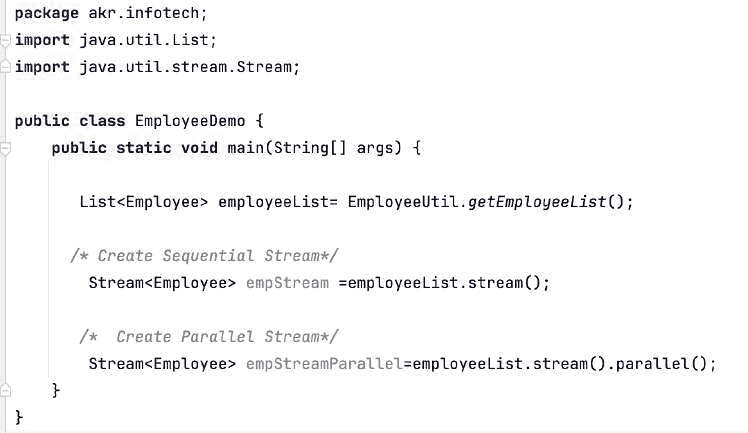 package akr.infotech;
import java.util.List;
import java.util.stream.Stream;
public class EmployeeDemo {
public static void main(String[] args) {
List<Employee> employeeList= EmployeeUtil.getEmployeeList();
/* Create Sequential Stream*/
Stream<Employee> empStream =employeeList.stream();
/*  Create Parallel Stream*/
Stream<Employee> empStreamParallel=employeeList.stream().parallel();
}
}